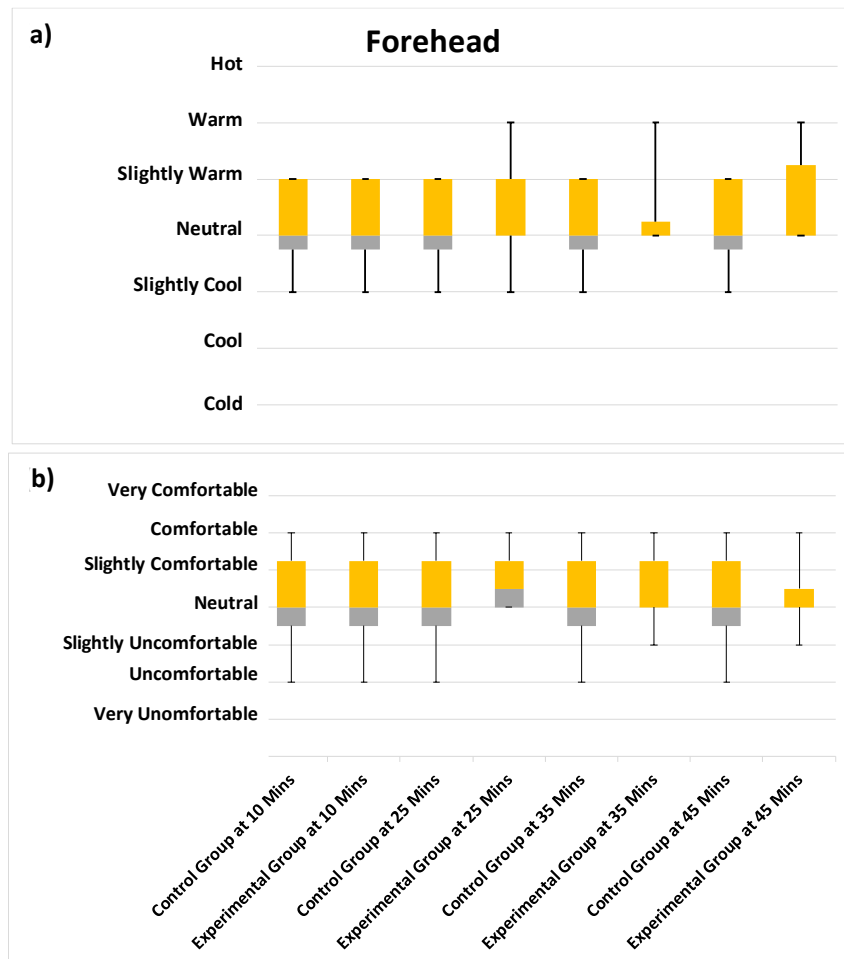 a)
Forehead
Hot
Warm
Slightly Warm
Neutral
Slightly Cool
Cool
Cold
b)
Very Comfortable
Comfortable
Slightly Comfortable
Neutral
Slightly Uncomfortable
Uncomfortable
Very Unomfortable
Control Group at 10 Mins
Experimental Group at 10 Mins
Control Group at 25 Mins
Experimental Group at 25 Mins
Control Group at 35 Mins
Experimental Group at 35 Mins
Control Group at 45 Mins
Experimental Group at 45 Mins